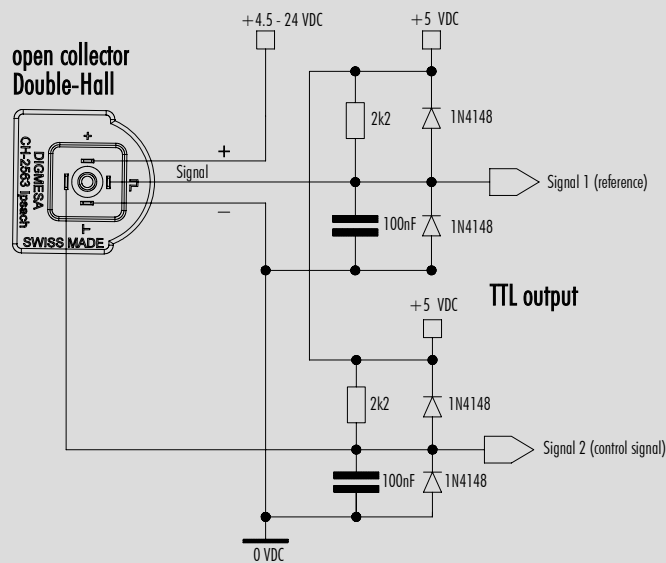 +4.5 - 24 VDC
+5 VDC
open collector
Double-Hall
2k2
1N4148
+
DIGMESA
CH-2563 Ipsach
SWISS MADE
+
Signal
–
Signal 1 (reference)
100nF
1N4148
TTL output
+5 VDC
2k2
1N4148
Signal 2 (control signal)
100nF
1N4148
0 VDC